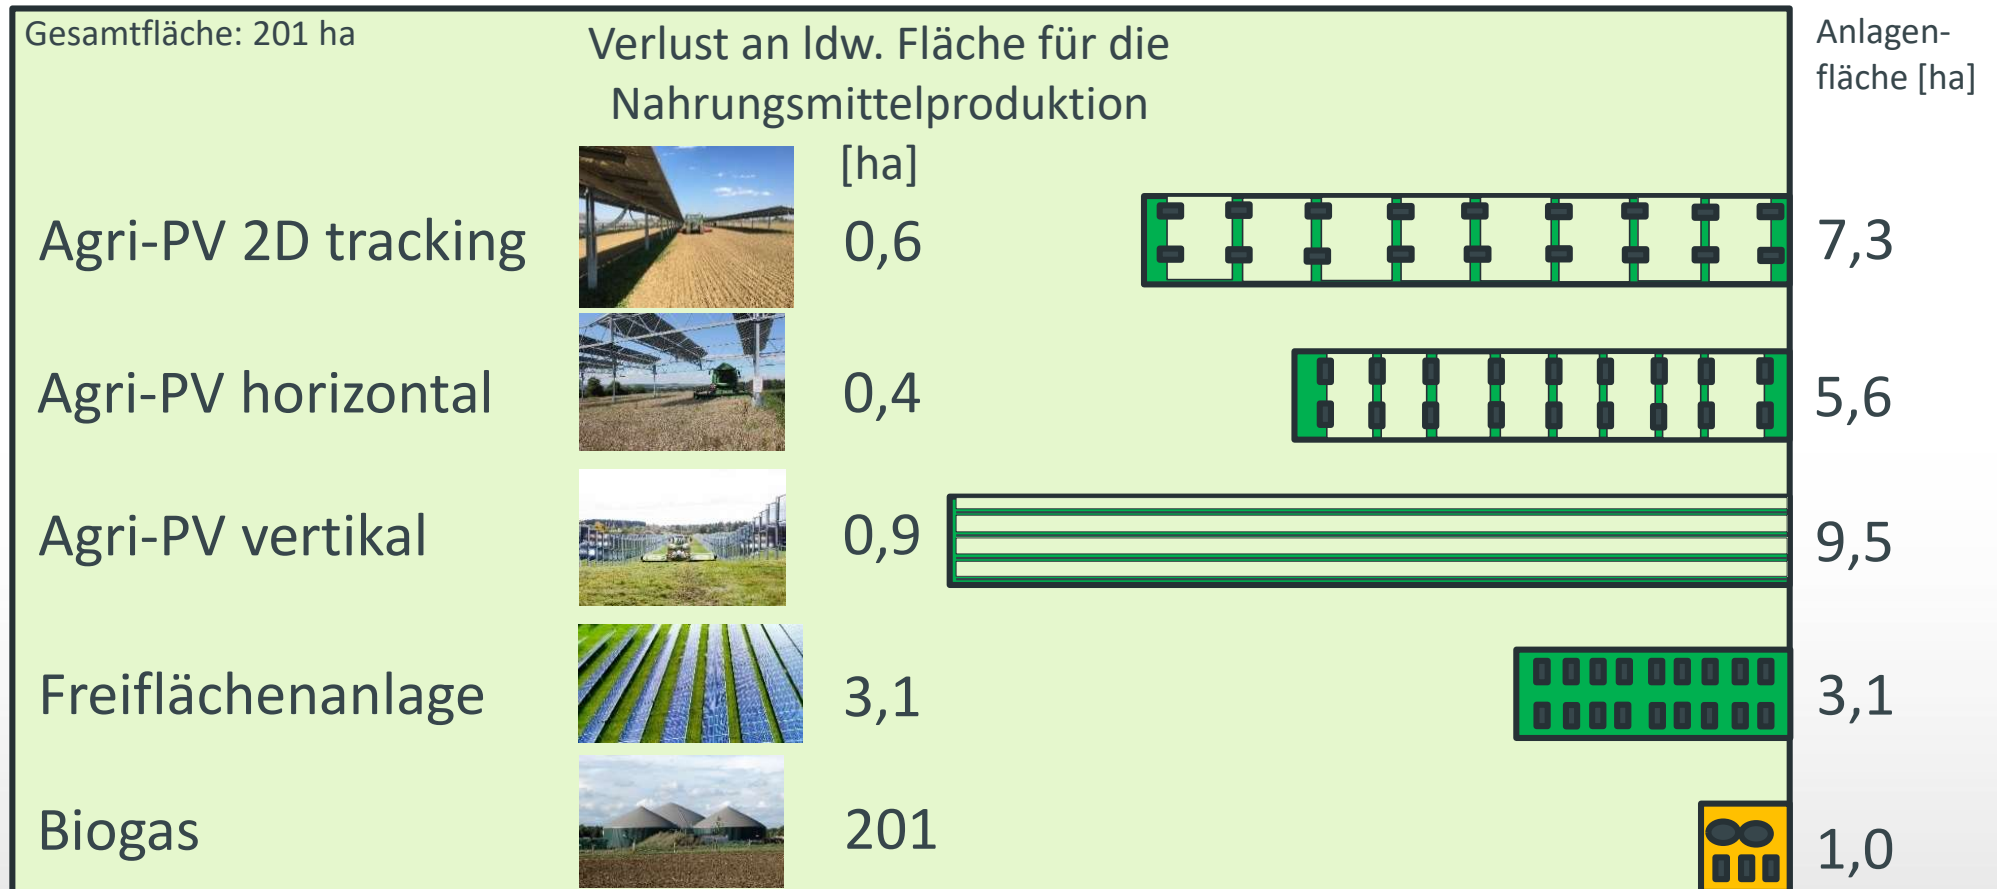 Gesamtfläche: 201 ha
Verlust an ldw. Fläche für die
Nahrungsmittelproduktion
[ha]
Anlagen-
fläche [ha]
Agri-PV 2D tracking 0,6 7,3
Agri-PV horizontal 0,4 5,6
Agri-PV vertikal 0,9 9,5
Freiflächenanlage 3,1 3,1
Biogas 201 1,0